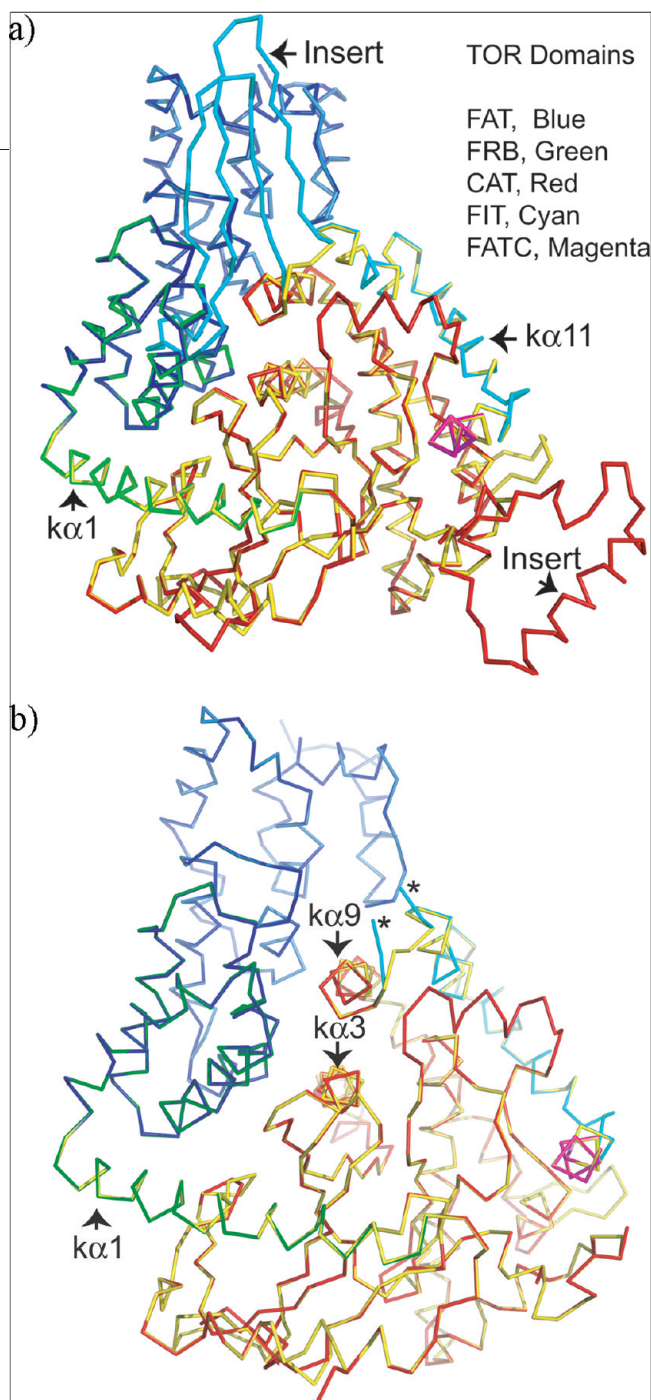 a)
Insert
TOR Domains
FAT, Blue
FRB, Green
CAT, Red
FIT, Cyan
FATC, Magenta
kα11
kα1
Insert
b)
*
*
kα9
kα3
kα1